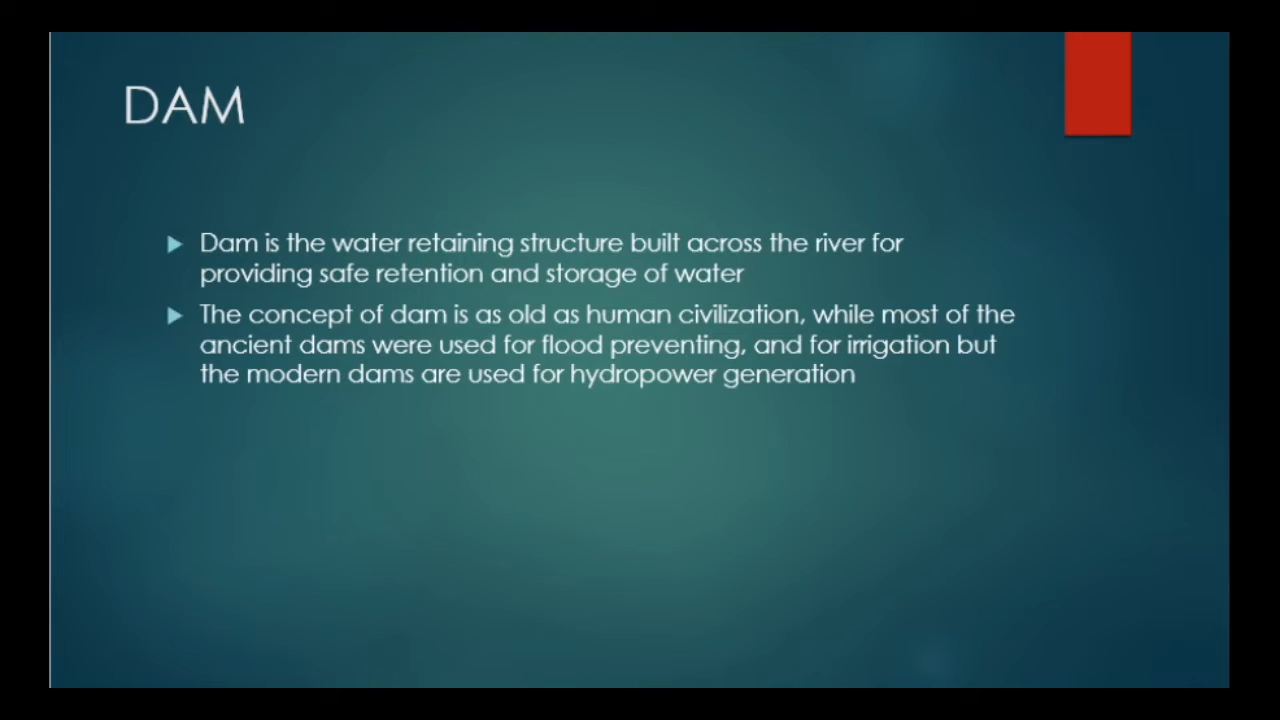 DAM
Dam is the water retaining structure built across the river for
providing safe retention and storage of water
The concept of dam is as old as human civilization, while most of the
ancient dams were used for flood preventing, and for irrigation but
the modern dams are used for hydropower generation